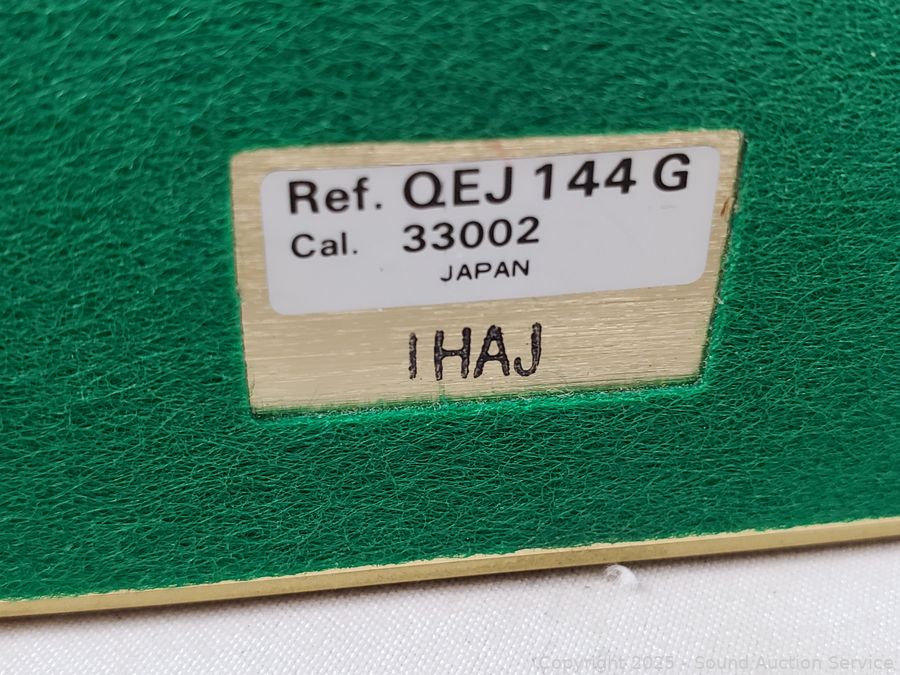 Ref. QEJ 144 G
Cal. 33002
JAPAN
IHAJ
Copyright 2025 - Sound Auction Service